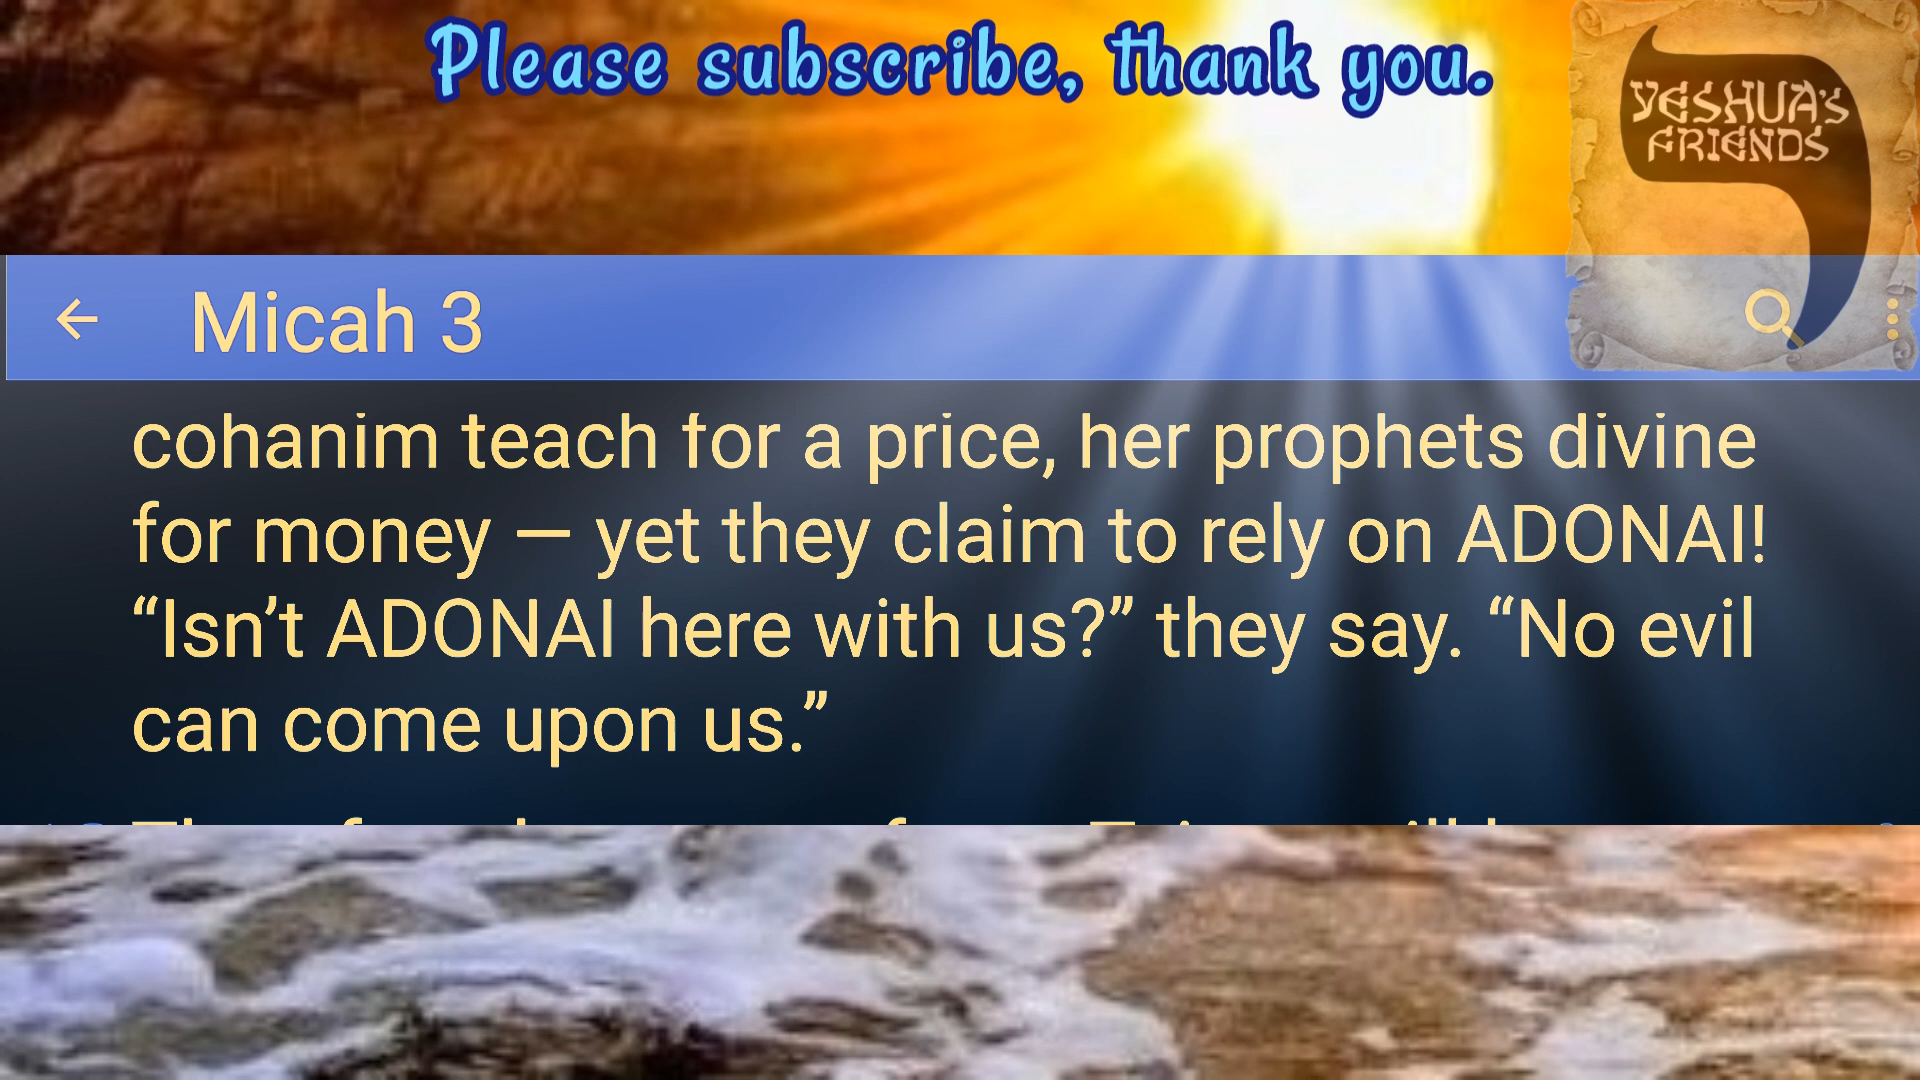 Please subscribe, thank you.
YESHUA'S
FRIENDS
Micah 3
cohanim teach for a price, her prophets divine
for money — yet they claim to rely on ADONAI!
“Isn’t ADONAI here with us?” they say. “No evil
can come upon us.”